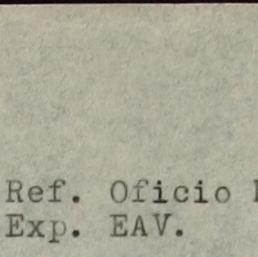 Ref. Oficio
Exp. EAV.